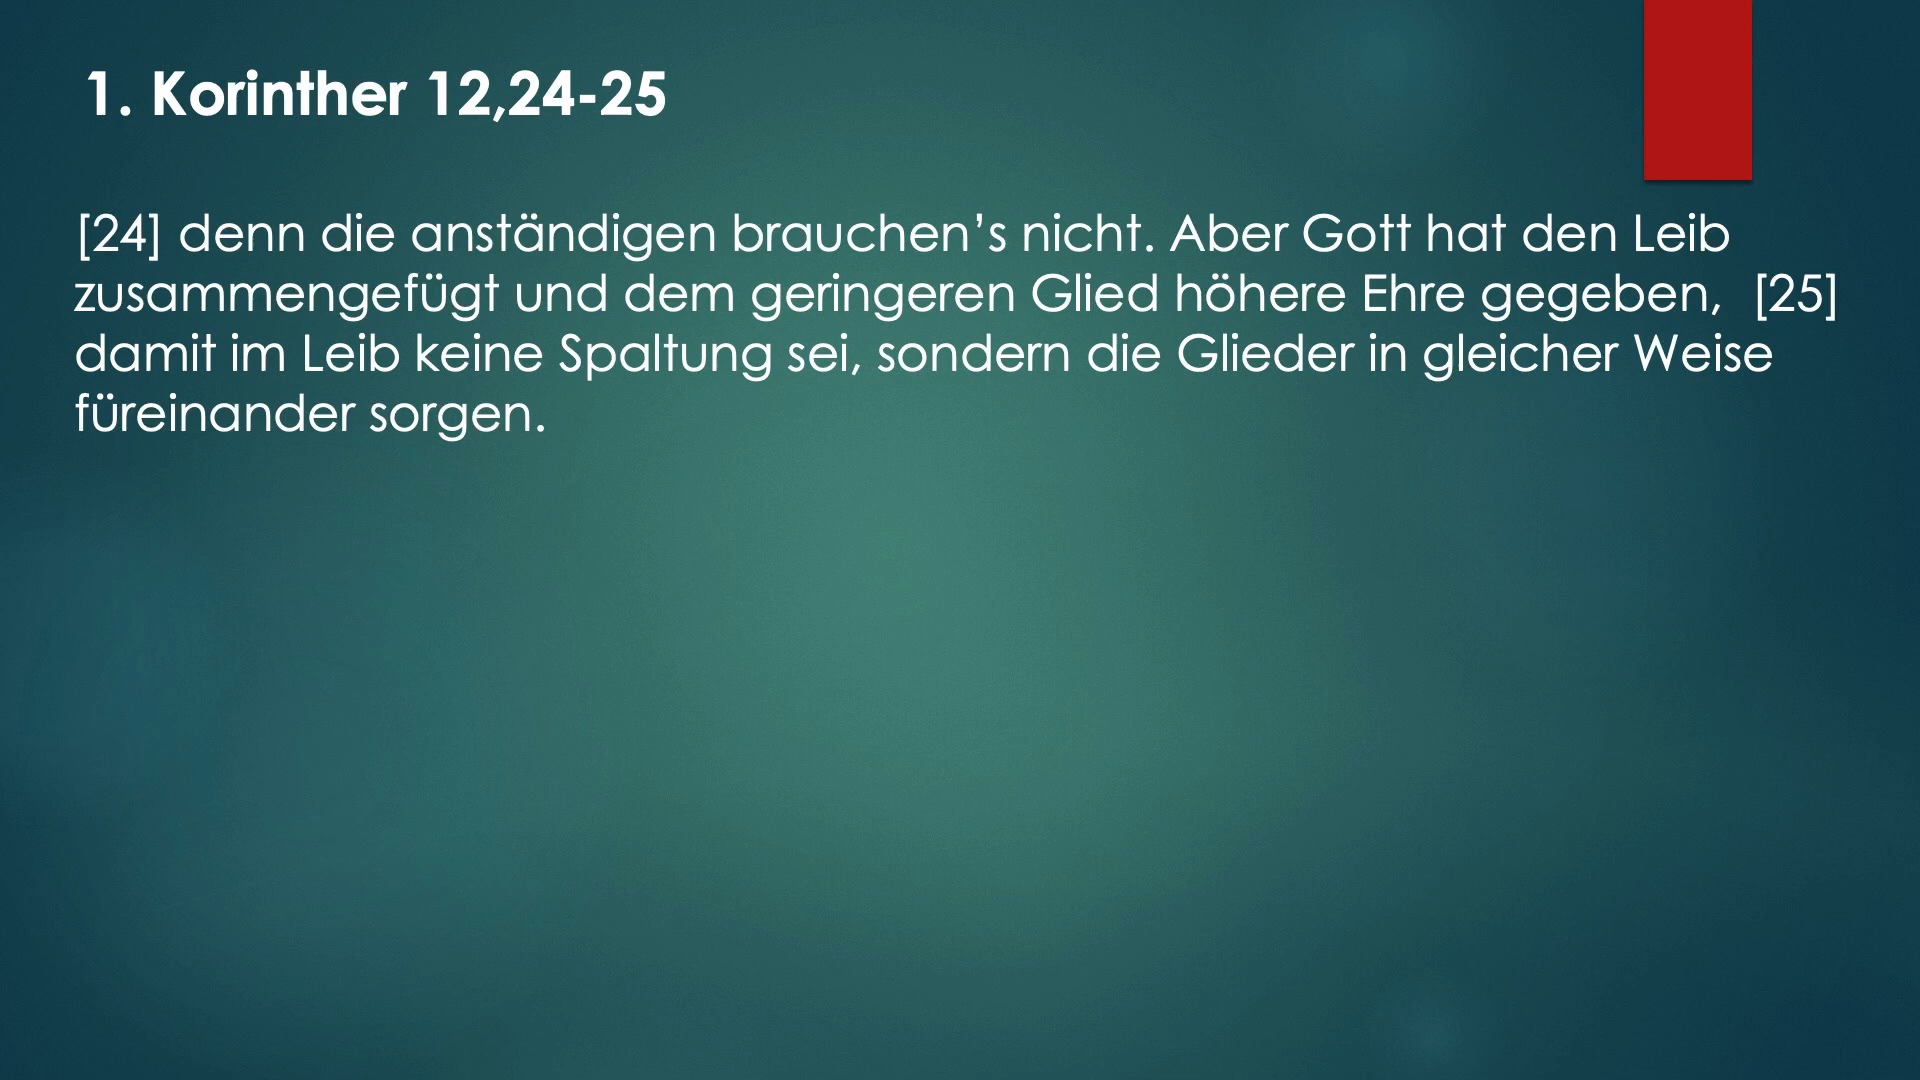 1. Korinther 12,24-25
[24] denn die anständigen brauchen’s nicht. Aber Gott hat den Leib
zusammengefügt und dem geringeren Glied höhere Ehre gegeben,  [25]
damit im Leib keine Spaltung sei, sondern die Glieder in gleicher Weise
füreinander sorgen.